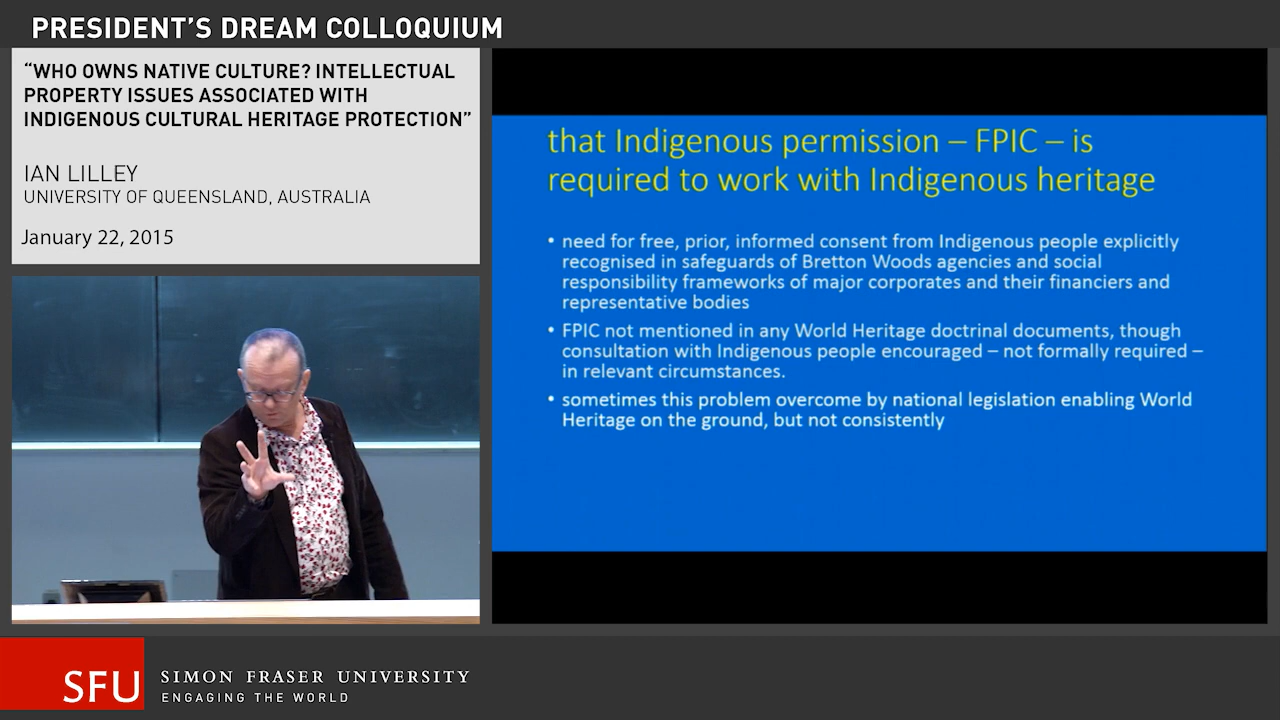 PRESIDENT'S DREAM COLLOQUIUM
“WHO OWNS NATIVE CULTURE? INTELLECTUAL
PROPERTY ISSUES ASSOCIATED WITH
INDIGENOUS CULTURAL HERITAGE PROTECTION”
IAN LILLEY
UNIVERSITY OF QUEENSLAND, AUSTRALIA
January 22, 2015
that Indigenous permission – FPIC – is
required to work with Indigenous heritage
• need for free, prior, informed consent from Indigenous people explicitly
recognised in safeguards of Bretton Woods agencies and social
responsibility frameworks of major corporates and their financiers and
representative bodies
• FPIC not mentioned in any World Heritage doctrinal documents, though
consultation with Indigenous people encouraged – not formally required –
in relevant circumstances.
• sometimes this problem overcome by national legislation enabling World
Heritage on the ground, but not consistently
SFU
SIMON FRASER UNIVERSITY
ENGAGING THE WORLD